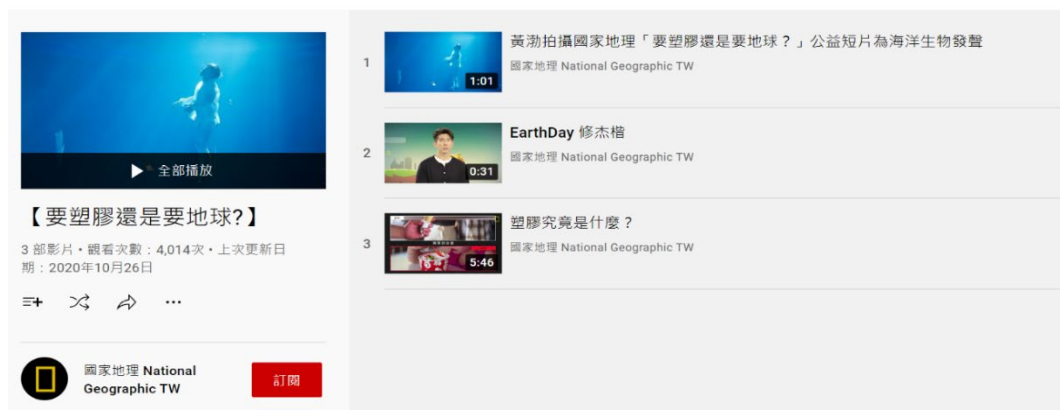 全部播放
【要塑膠還是要地球?】
3 部影片 • 觀看次數：4,014次 • 上次更新日
期：2020年10月26日
國家地理 National
Geographic TW
訂閱
1
1:01
黃渤拍攝國家地理「要塑膠還是要地球？」公益短片為海洋生物發聲
國家地理 National Geographic TW
2
0:31
EarthDay 修杰楷
國家地理 National Geographic TW
3
5:46
塑膠究竟是什麼？
國家地理 National Geographic TW